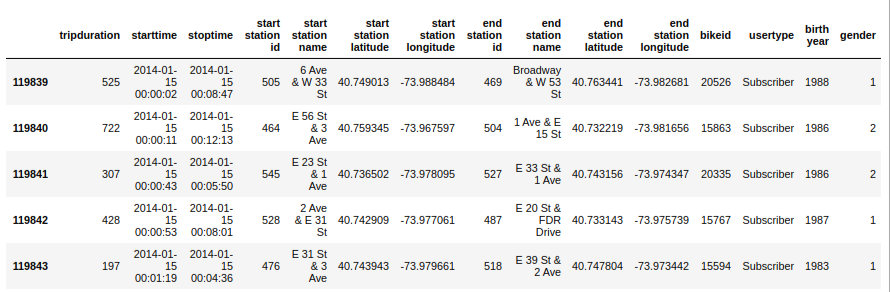 tripduration starttime stoptime start station id start station name start station latitude start station longitude end station id end station name end station latitude end station longitude bikeid usertype birth year gender
119839 525 2014-01-15 00:00:02 2014-01-15 00:08:47 505 6 Ave & W 33 St 40.749013 -73.988484 469 Broadway & W 53 St 40.763441 -73.982681 20526 Subscriber 1988 1
119840 722 2014-01-15 00:00:11 2014-01-15 00:12:13 464 E 56 St & 3 Ave 40.759345 -73.967597 504 1 Ave & E 15 St 40.732219 -73.981656 15863 Subscriber 1986 2
119841 307 2014-01-15 00:00:43 2014-01-15 00:05:50 545 E 23 St & 1 Ave 40.736502 -73.978095 527 E 33 St & 1 Ave 40.743156 -73.974347 20335 Subscriber 1986 2
119842 428 2014-01-15 00:00:53 2014-01-15 00:08:01 528 2 Ave & E 31 St 40.742909 -73.977061 487 E 20 St & FDR Drive 40.733143 -73.975739 15767 Subscriber 1987 1
119843 197 2014-01-15 00:01:19 2014-01-15 00:04:36 476 E 31 St & 3 Ave 40.743943 -73.979661 518 E 39 St & 2 Ave 40.747804 -73.973442 15594 Subscriber 1983 1